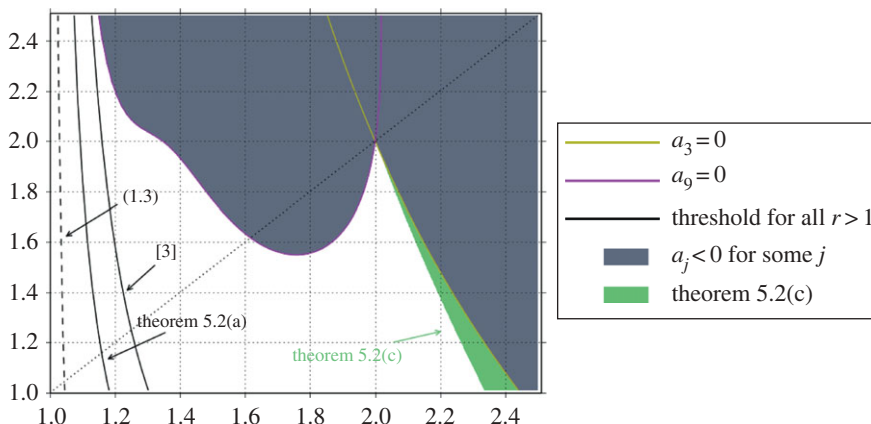 2.4
2.2
2.0
1.8
1.6
1.4
1.2
1.0
1.0 1.2 1.4 1.6 1.8 2.0 2.2 2.4
(1.3)
[3]
theorem 5.2(a)
theorem 5.2(c)
a3 = 0
a9 = 0
threshold for all r > 1
aj < 0 for some j
theorem 5.2(c)